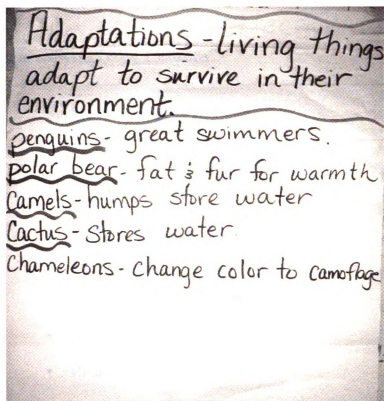 Adaptations - living things
adapt to survive in their
environment.
penguins - great swimmers.
polar bear - fat & fur for warmth
Camels - humps store water
Cactus - Stores water
Chameleons - Change color to camoflage